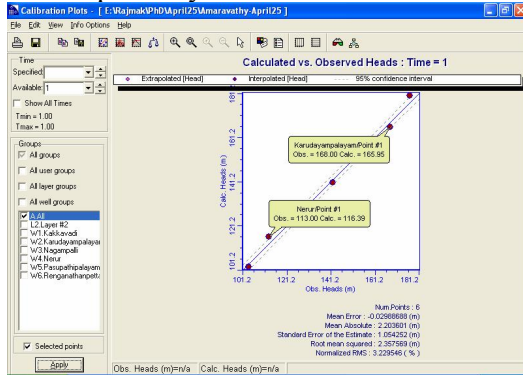 Calibration Plots - [ E:\Rajmak\PhD\April25\Amaravathy-April25 ]
File Edit View Info Options Help
Time
Specified:
Available: 1
Show All Times
Tmin = 1.00
Tmax = 1.00
Groups
All groups
All user groups
All layer groups
All well groups
A.All
L2.Layer #2
W1.Kakkavadi
W2.Karudayampalayar
W3.Nagampalli
W4.Nerur
W5.Pasupathipalayam
W6.Renganathanpetta
Selected points
Apply
Calculated vs. Observed Heads : Time = 1
Extrapolated [Head] Interpolated [Head] 95% confidence interval
Calc. Heads (m)
181.2
161.2
141.2
121.2
101.2
Karudayampalayam/Point #1
Obs. = 168.00 Calc. = 165.95
Nerur/Point #1
Obs. = 113.00 Calc. = 116.39
101.2 121.2 141.2 161.2 181.2
Obs. Heads (m)
Num.Points : 6
Mean Error : -0.02988688 (m)
Mean Absolute : 2.203601 (m)
Standard Error of the Estimate : 1.054252 (m)
Root mean squared : 2.357569 (m)
Normalized RMS : 3.229546 ( % )
Obs. Heads (m)=n/a Calc. Heads (m)=n/a